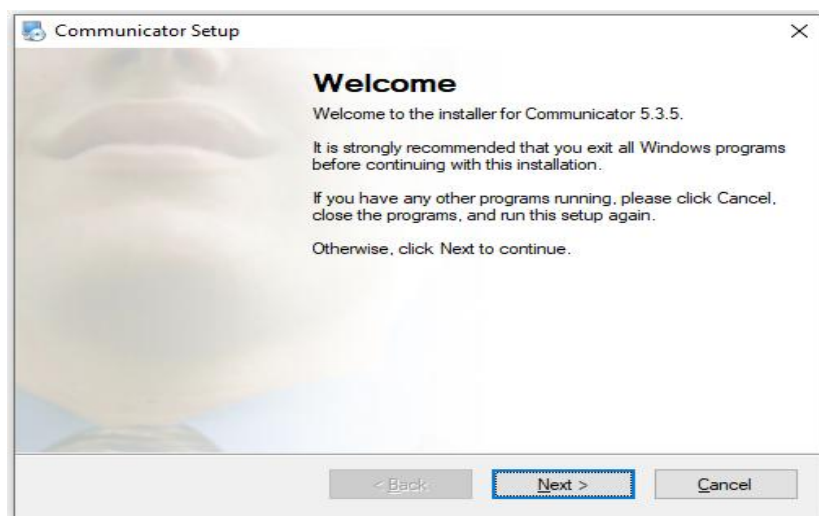 Communicator Setup
Welcome
Welcome to the installer for Communicator 5.3.5.
It is strongly recommended that you exit all Windows programs
before continuing with this installation.
If you have any other programs running, please click Cancel,
close the programs, and run this setup again.
Otherwise, click Next to continue.
< Back
Next >
Cancel